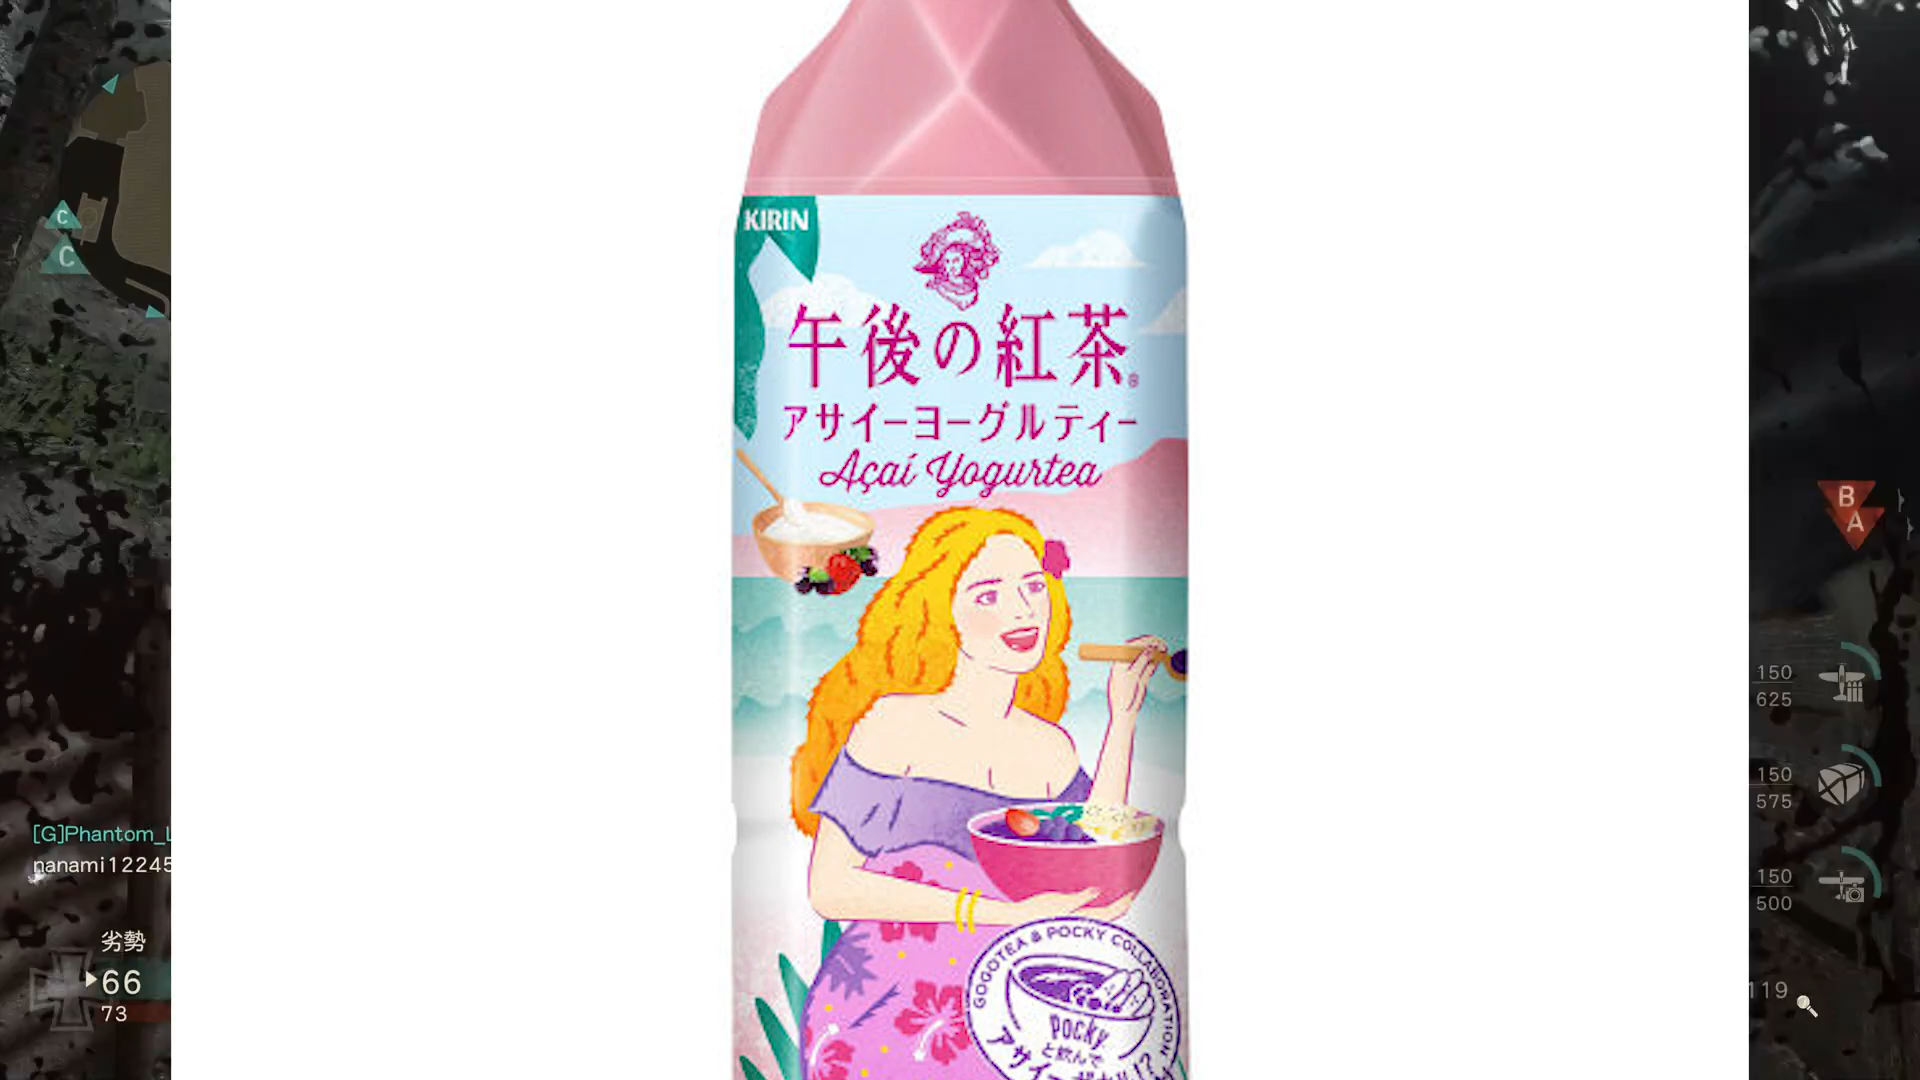 KIRIN
午後の紅茶®
アサイーヨーグルティー
Açaí Yogurtea
GOGOTEA & POCKY COLLABORATION
pocky
と飲んで
C
C
[G]Phantom_L
nanami12245
劣勢
66
73
B
A
150
625
150
575
150
500
119